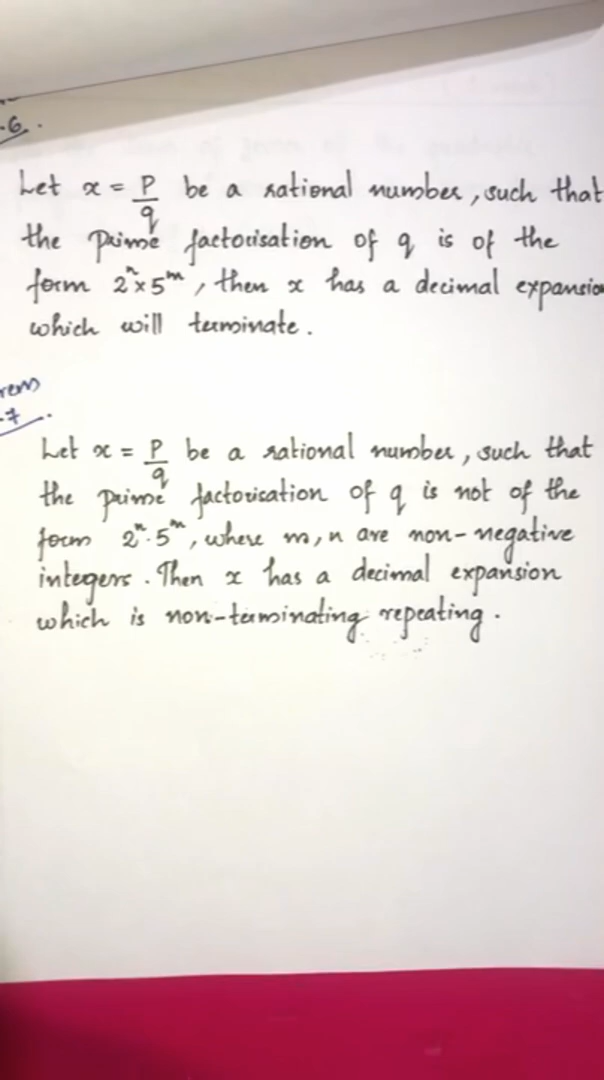 -6.
Let x = p/q be a rational number, such that
the prime factorisation of q is of the
form 2ⁿ×5ᵐ, then x has a decimal expansio
which will terminate.
rem
-7.
Let x = p/q be a rational number, such that
the prime factorisation of q is not of the
form 2ⁿ·5ᵐ, where m, n are non-negative
integers. Then x has a decimal expansion
which is non-terminating repeating.